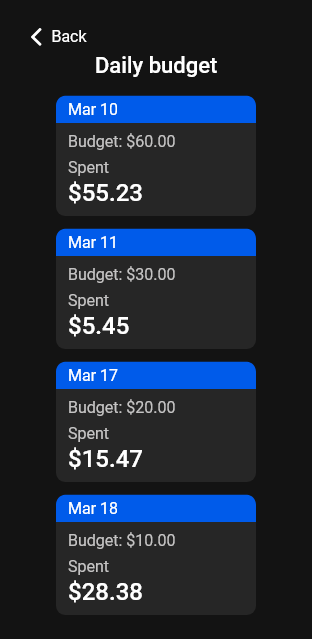 Back
Daily budget
Mar 10
Budget: $60.00
Spent
$55.23
Mar 11
Budget: $30.00
Spent
$5.45
Mar 17
Budget: $20.00
Spent
$15.47
Mar 18
Budget: $10.00
Spent
$28.38